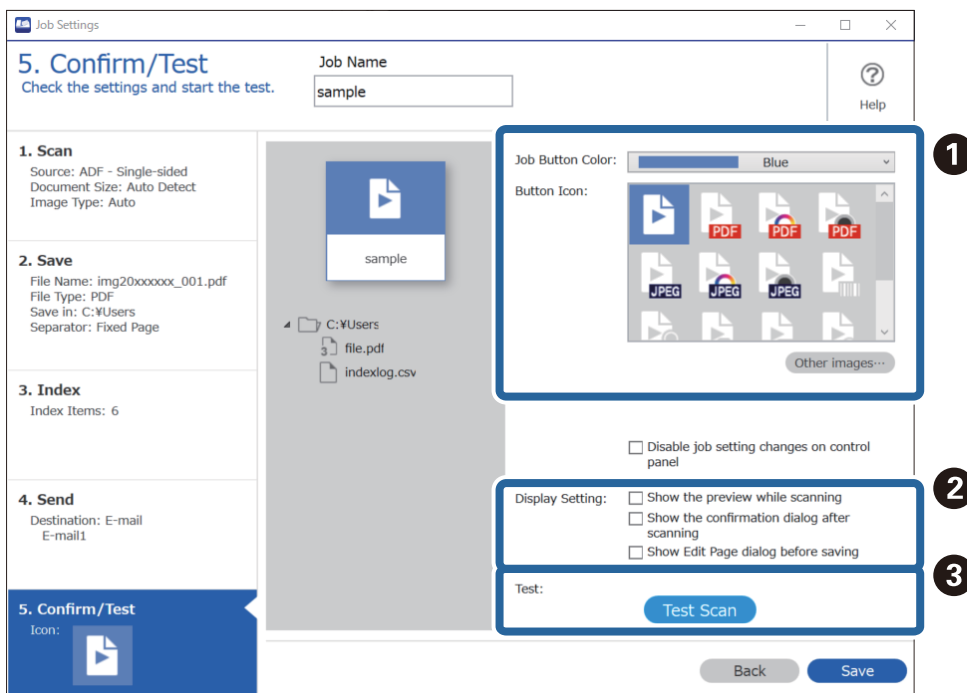 Job Settings
5. Confirm/Test
Check the settings and start the test.
Job Name
sample
Help
1. Scan
Source: ADF - Single-sided
Document Size: Auto Detect
Image Type: Auto
2. Save
File Name: img20xxxxxx_001.pdf
File Type: PDF
Save in: C:¥Users
Separator: Fixed Page
3. Index
Index Items: 6
4. Send
Destination: E-mail
E-mail1
5. Confirm/Test
Icon:
sample
C:¥Users
3 file.pdf
indexlog.csv
1
Job Button Color: Blue
Button Icon:
PDF PDF PDF
JPEG JPEG JPEG
Other images···
Disable job setting changes on control
panel
2
Display Setting: Show the preview while scanning
Show the confirmation dialog after
scanning
Show Edit Page dialog before saving
3
Test:
Test Scan
Back Save